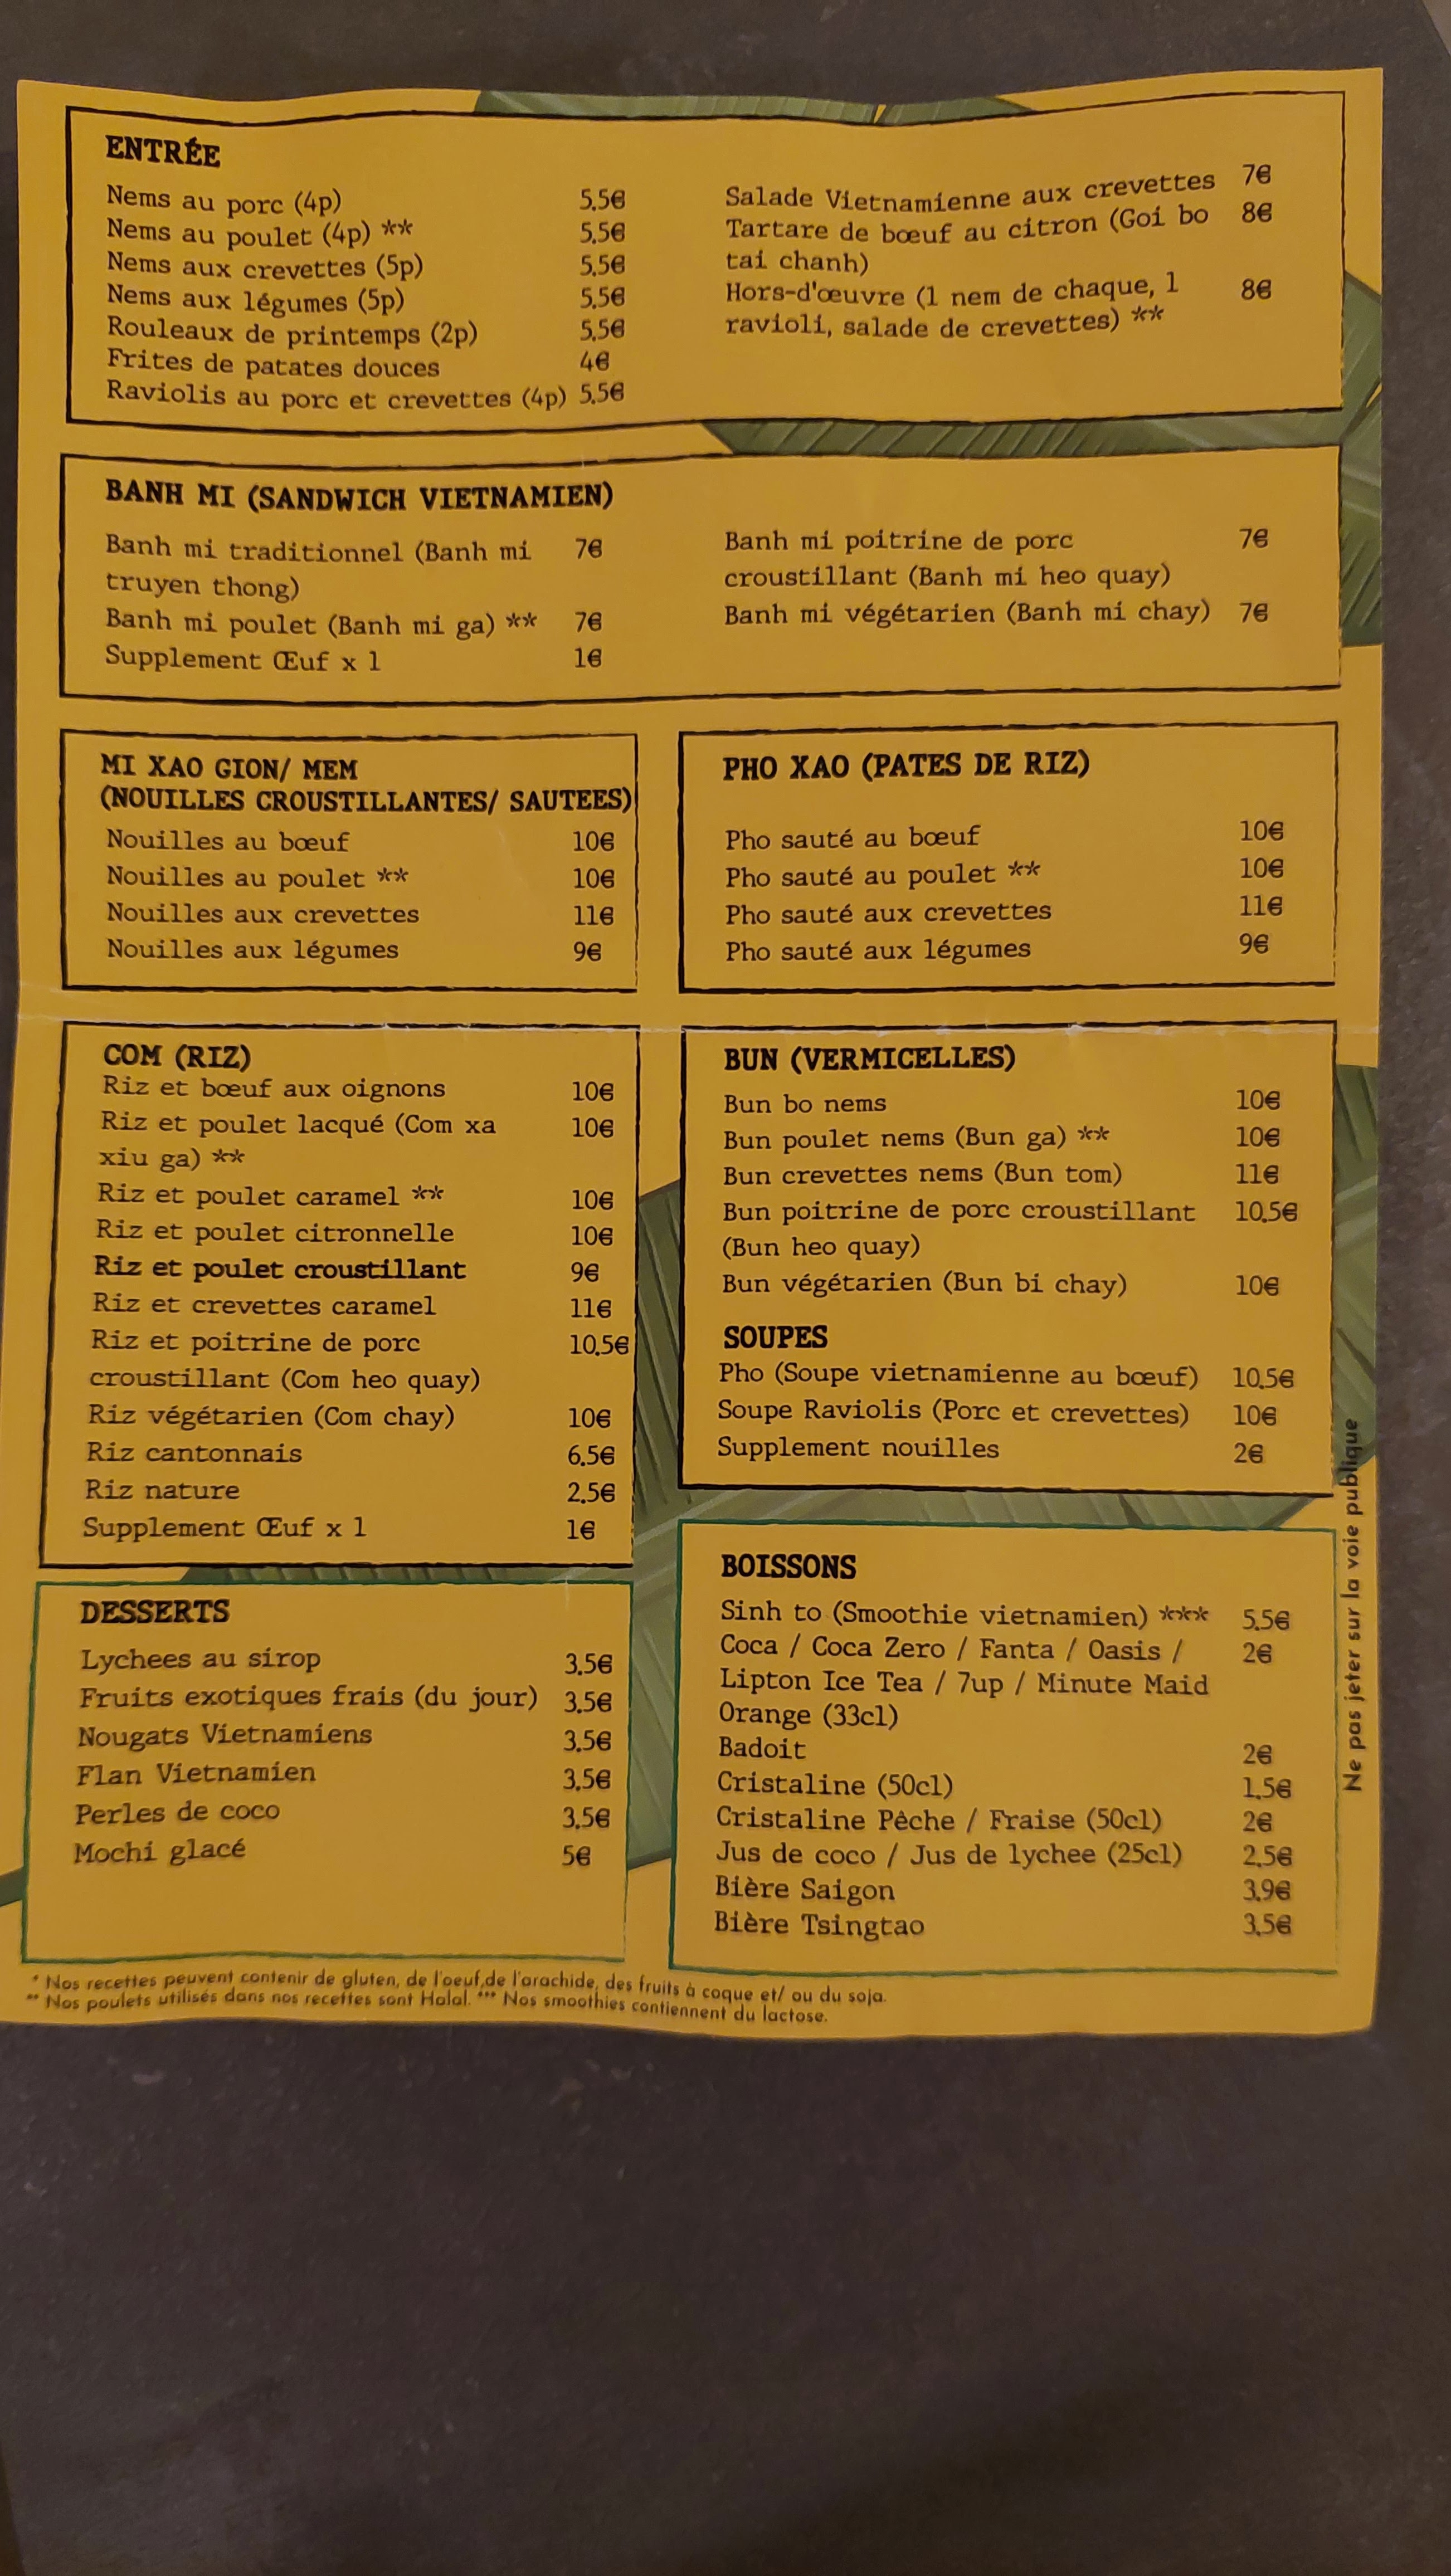 ENTRÉE
Nems au porc (4p) 5,5€
Nems au poulet (4p) ** 5,5€
Nems aux crevettes (5p) 5,5€
Nems aux légumes (5p) 5,5€
Rouleaux de printemps (2p) 5,5€
Frites de patates douces 4€
Raviolis au porc et crevettes (4p) 5,5€
Salade Vietnamienne aux crevettes 7€
Tartare de bœuf au citron (Goi bo 8€
tai chanh)
Hors-d'œuvre (1 nem de chaque, 1 8€
ravioli, salade de crevettes) **
BANH MI (SANDWICH VIETNAMIEN)
Banh mi traditionnel (Banh mi 7€
truyen thong)
Banh mi poulet (Banh mi ga) ** 7€
Supplement Œuf x 1 1€
Banh mi poitrine de porc 7€
croustillant (Banh mi heo quay)
Banh mi végétarien (Banh mi chay) 7€
MI XAO GION/ MEM
(NOUILLES CROUSTILLANTES/ SAUTEES)
Nouilles au bœuf 10€
Nouilles au poulet ** 10€
Nouilles aux crevettes 11€
Nouilles aux légumes 9€
PHO XAO (PATES DE RIZ)
Pho sauté au bœuf 10€
Pho sauté au poulet ** 10€
Pho sauté aux crevettes 11€
Pho sauté aux légumes 9€
COM (RIZ)
Riz et bœuf aux oignons 10€
Riz et poulet lacqué (Com xa 10€
xiu ga) **
Riz et poulet caramel ** 10€
Riz et poulet citronnelle 10€
Riz et poulet croustillant 9€
Riz et crevettes caramel 11€
Riz et poitrine de porc 10,5€
croustillant (Com heo quay)
Riz végétarien (Com chay) 10€
Riz cantonnais 6,5€
Riz nature 2,5€
Supplement Œuf x 1 1€
BUN (VERMICELLES)
Bun bo nems 10€
Bun poulet nems (Bun ga) ** 10€
Bun crevettes nems (Bun tom) 11€
Bun poitrine de porc croustillant 10,5€
(Bun heo quay)
Bun végétarien (Bun bi chay) 10€
SOUPES
Pho (Soupe vietnamienne au bœuf) 10,5€
Soupe Raviolis (Porc et crevettes) 10€
Supplement nouilles 2€
DESSERTS
Lychees au sirop 3,5€
Fruits exotiques frais (du jour) 3,5€
Nougats Vietnamiens 3,5€
Flan Vietnamien 3,5€
Perles de coco 3,5€
Mochi glacé 5€
BOISSONS
Sinh to (Smoothie vietnamien) *** 5,5€
Coca / Coca Zero / Fanta / Oasis / 2€
Lipton Ice Tea / 7up / Minute Maid
Orange (33cl)
Badoit 2€
Cristaline (50cl) 1,5€
Cristaline Pêche / Fraise (50cl) 2€
Jus de coco / Jus de lychee (25cl) 2,5€
Bière Saigon 3,9€
Bière Tsingtao 3,5€
Ne pas jeter sur la voie publique
* Nos recettes peuvent contenir de gluten, de l'oeuf,de l'arachide, des fruits à coque et/ ou du soja.
** Nos poulets utilisés dans nos recettes sont Halal. *** Nos smoothies contiennent du lactose.